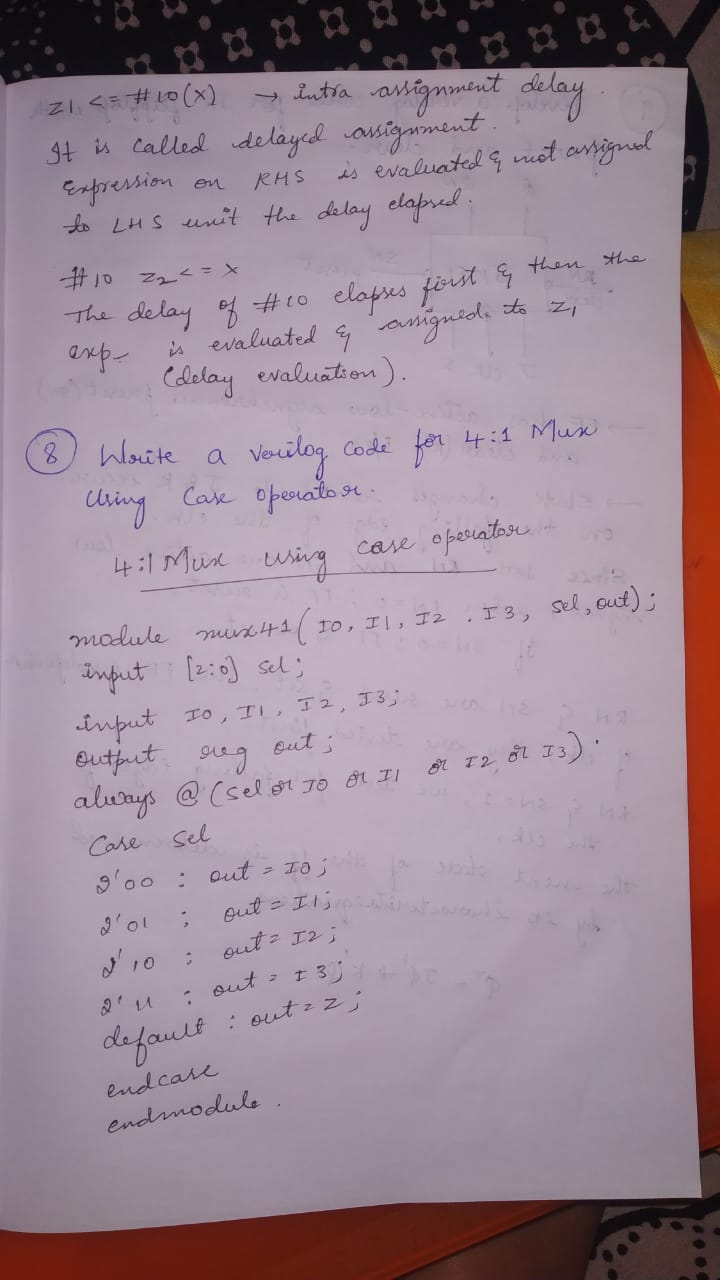 z1 <= #10(x) → intra assignment delay.
It is called delayed assignment.
Expression on RHS is evaluated & not assigned
to LHS unit the delay elapsed.
#10 z2 <= x
The delay of #10 elapses first & then the
exp- is evaluated & assigned to z1
(delay evaluation).
8 Write a verilog code for 4:1 Mux
Using Case operator.
4:1 Mux using case operator
module mux41(I0, I1, I2, I3, sel, out);
input [2:0] sel;
input I0, I1, I2, I3;
output reg out;
always @ (sel or I0 or I1 or I2 or I3)
Case sel
2'00 : out = I0;
2'01 : out = I1;
2'10 : out = I2;
2'11 : out = I3;
default : out = z;
endcase
endmodule.